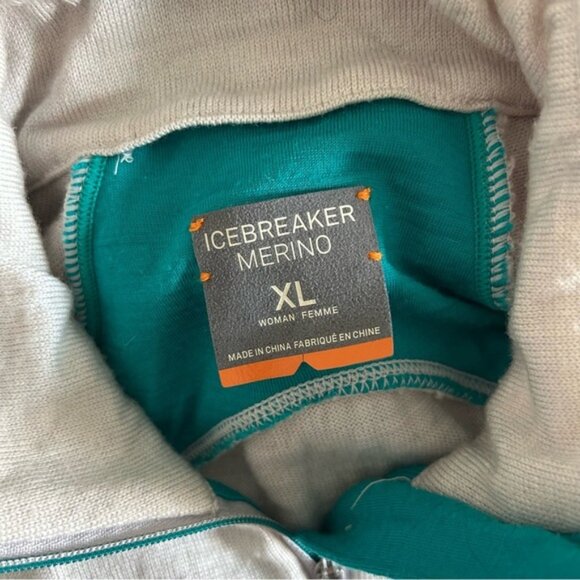 ICEBREAKER
MERINO
XL
WOMAN FEMME
MADE IN CHINA FABRIQUÉ EN CHINE